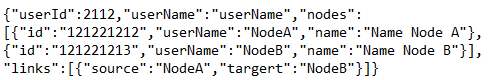 {"userId":2112,"userName":"userName","nodes":
[{"id":"121221212","userName":"NodeA","name":"Name Node A"},
{"id":"121221213","userName":"NodeB","name":"Name Node B"}],
"links":[{"source":"NodeA","targert":"NodeB"}]}